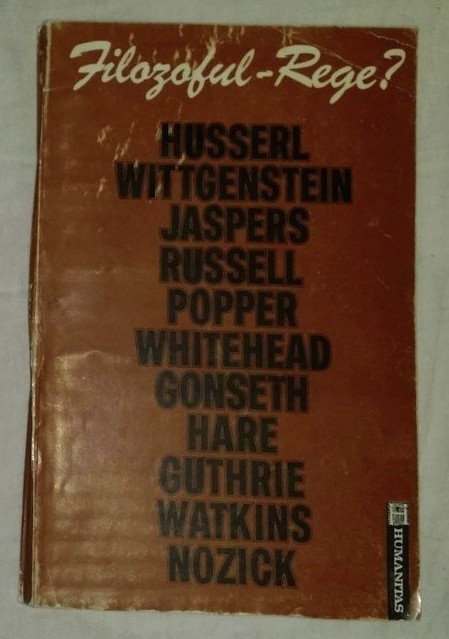 Filozoful-Rege?
HUSSERL
WITTGENSTEIN
JASPERS
RUSSELL
POPPER
WHITEHEAD
GONSETH
HARE
GUTHRIE
WATKINS
NOZICK
HUMANITAS